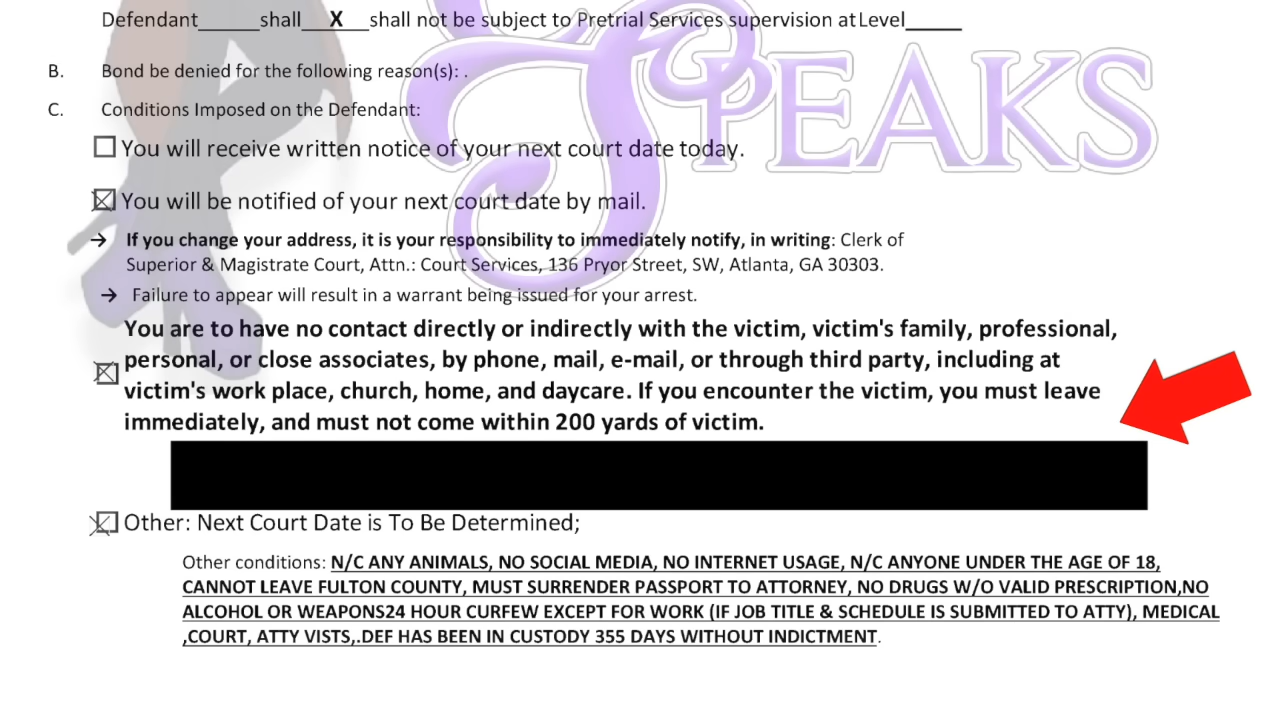 Defendant______shall___X___shall not be subject to Pretrial Services supervision at Level_____
SPEAKS
B. Bond be denied for the following reason(s): .
C. Conditions Imposed on the Defendant:
☐ You will receive written notice of your next court date today.
☒ You will be notified of your next court date by mail.
→ If you change your address, it is your responsibility to immediately notify, in writing: Clerk of
Superior & Magistrate Court, Attn.: Court Services, 136 Pryor Street, SW, Atlanta, GA 30303.
→ Failure to appear will result in a warrant being issued for your arrest.
You are to have no contact directly or indirectly with the victim, victim's family, professional,
☒ personal, or close associates, by phone, mail, e-mail, or through third party, including at
victim's work place, church, home, and daycare. If you encounter the victim, you must leave
immediately, and must not come within 200 yards of victim.
☒ Other: Next Court Date is To Be Determined;
Other conditions: N/C ANY ANIMALS, NO SOCIAL MEDIA, NO INTERNET USAGE, N/C ANYONE UNDER THE AGE OF 18,
CANNOT LEAVE FULTON COUNTY, MUST SURRENDER PASSPORT TO ATTORNEY, NO DRUGS W/O VALID PRESCRIPTION,NO
ALCOHOL OR WEAPONS24 HOUR CURFEW EXCEPT FOR WORK (IF JOB TITLE & SCHEDULE IS SUBMITTED TO ATTY), MEDICAL
,COURT, ATTY VISTS,.DEF HAS BEEN IN CUSTODY 355 DAYS WITHOUT INDICTMENT.